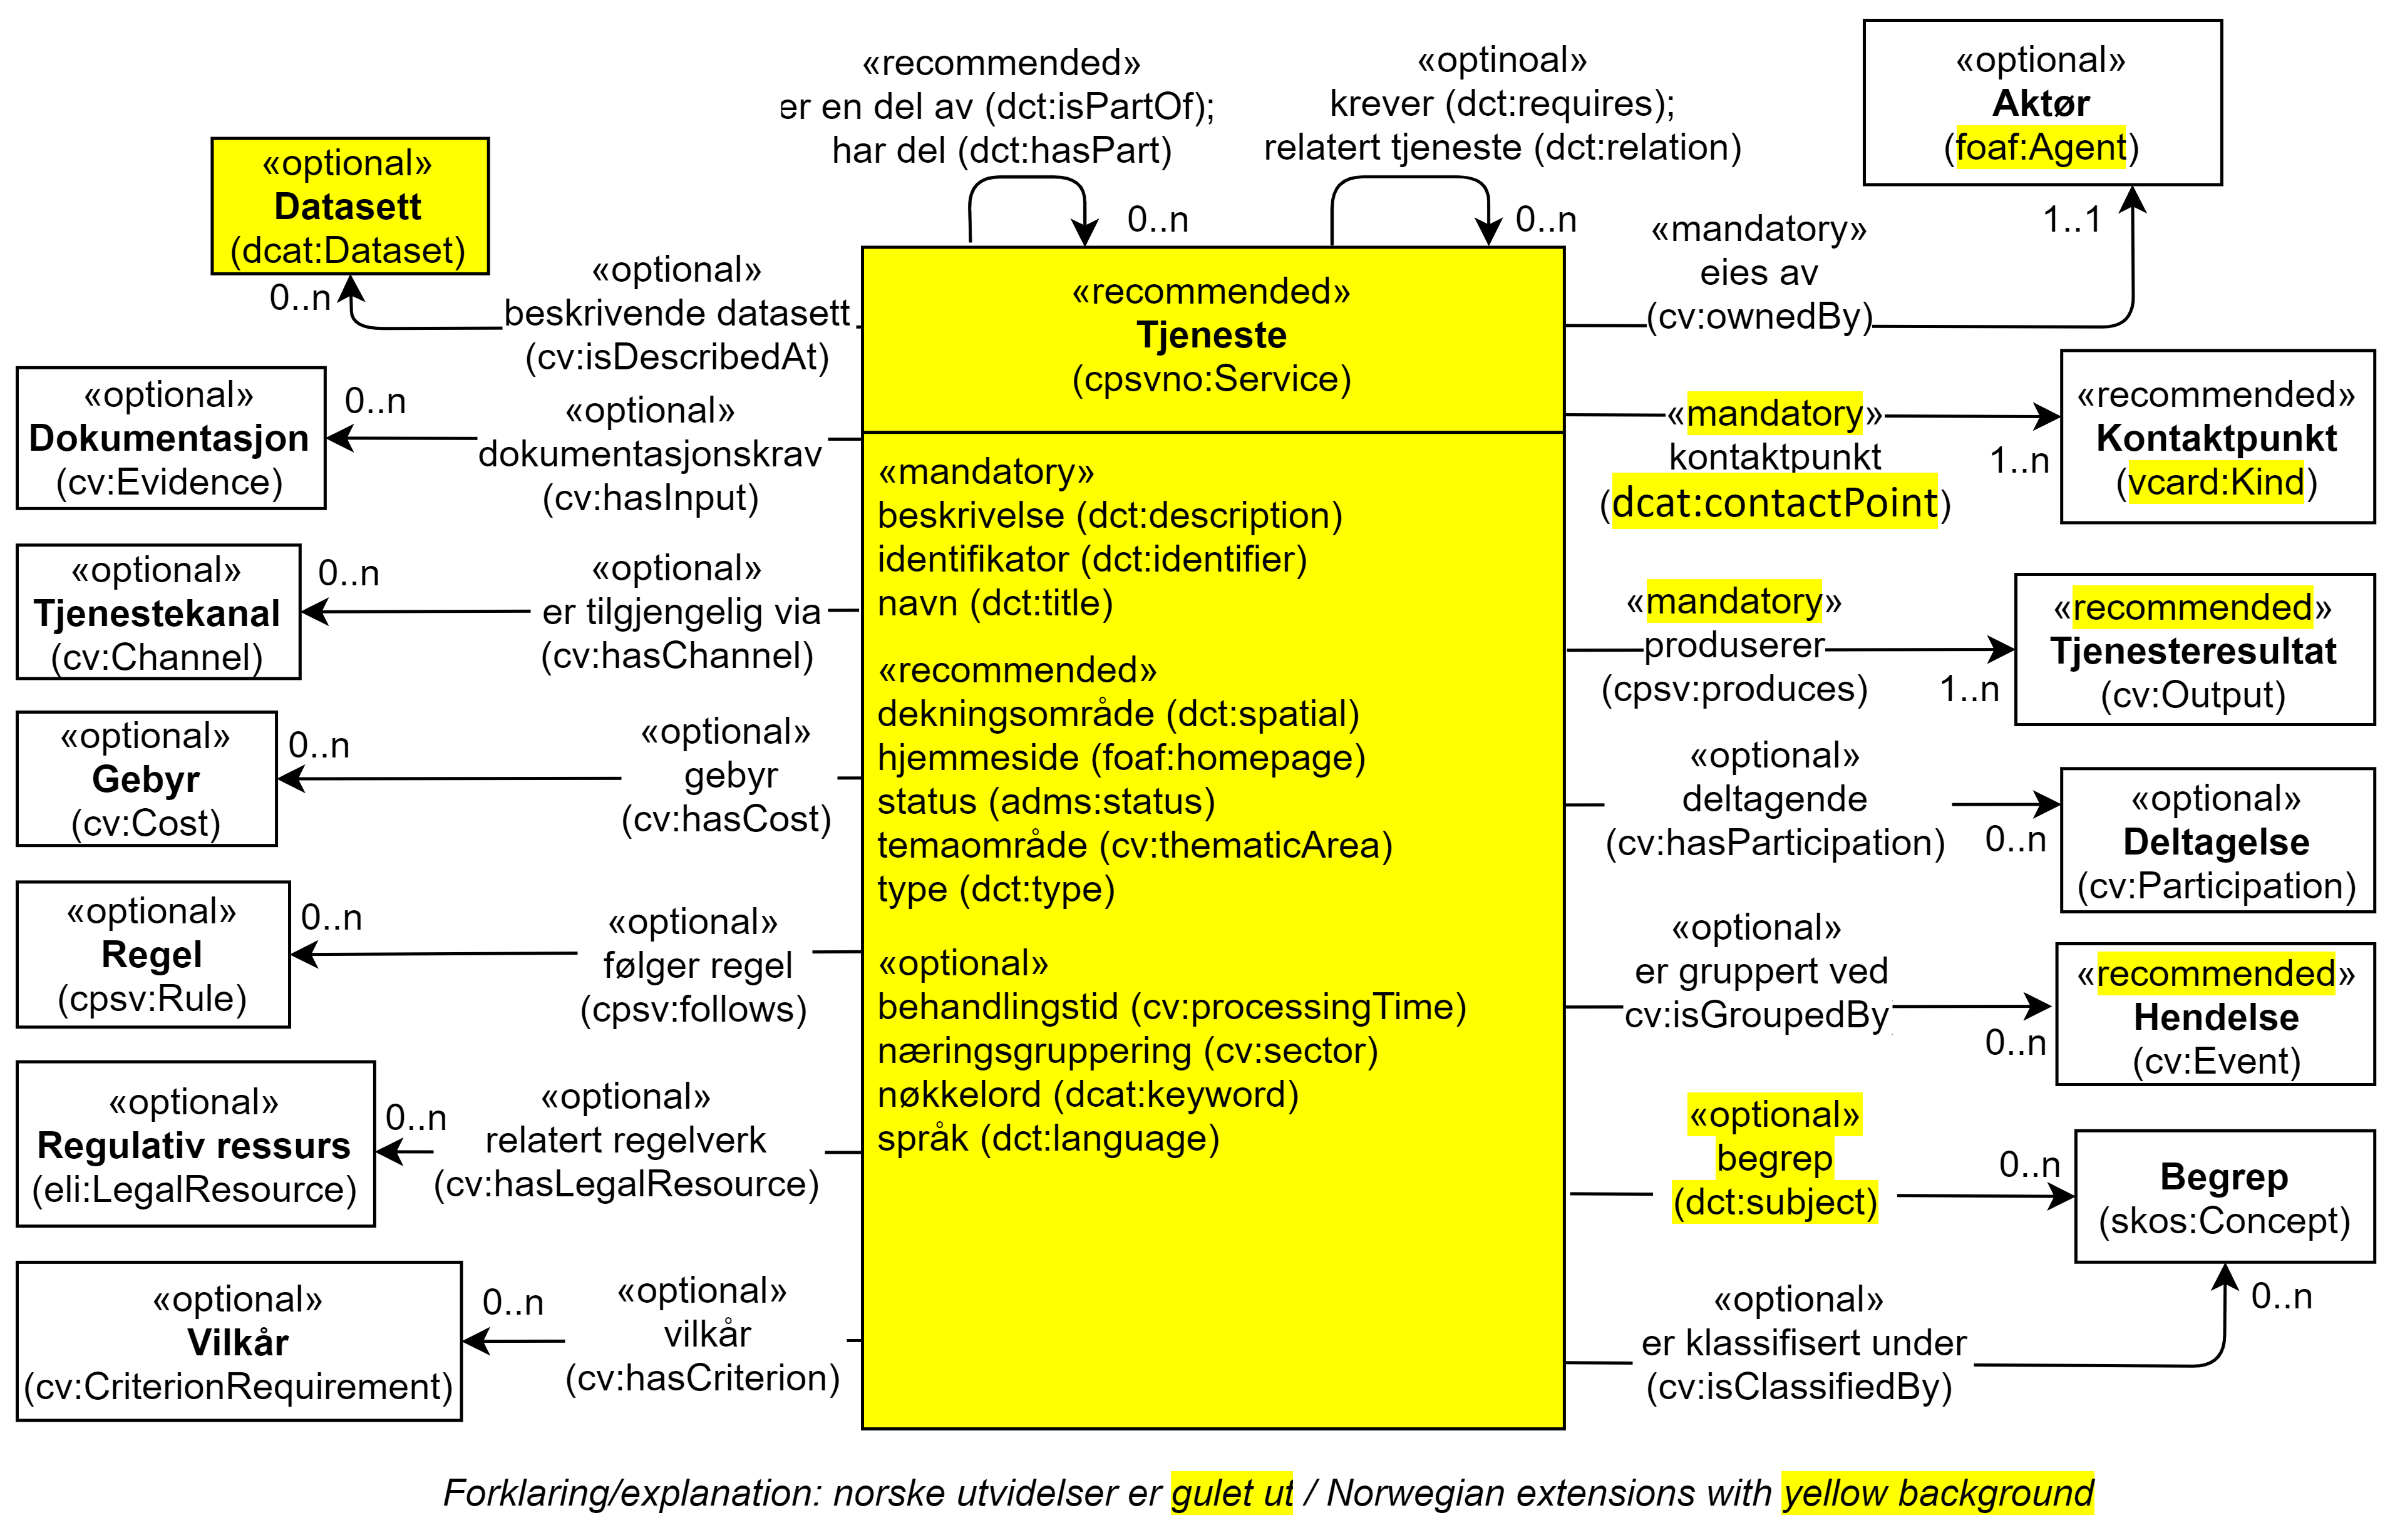 «recommended»
er en del av (dct:isPartOf);
har del (dct:hasPart)
0..n
«optinoal»
krever (dct:requires);
relatert tjeneste (dct:relation)
0..n
«optional»
Aktør
(foaf:Agent)
1..1
«mandatory»
eies av
(cv:ownedBy)
«optional»
Datasett
(dcat:Dataset)
0..n
«optional»
beskrivende datasett
(cv:isDescribedAt)
«recommended»
Tjeneste
(cpsvno:Service)
«mandatory»
beskrivelse (dct:description)
identifikator (dct:identifier)
navn (dct:title)
«recommended»
dekningsområde (dct:spatial)
hjemmeside (foaf:homepage)
status (adms:status)
temaområde (cv:thematicArea)
type (dct:type)
«optional»
behandlingstid (cv:processingTime)
næringsgruppering (cv:sector)
nøkkelord (dcat:keyword)
språk (dct:language)
«optional»
Dokumentasjon
(cv:Evidence)
0..n
«optional»
dokumentasjonskrav
(cv:hasInput)
«optional»
Tjenestekanal
(cv:Channel)
0..n
«optional»
er tilgjengelig via
(cv:hasChannel)
«optional»
Gebyr
(cv:Cost)
0..n
«optional»
gebyr
(cv:hasCost)
«optional»
Regel
(cpsv:Rule)
0..n
«optional»
følger regel
(cpsv:follows)
«optional»
Regulativ ressurs
(eli:LegalResource)
0..n
«optional»
relatert regelverk
(cv:hasLegalResource)
«optional»
Vilkår
(cv:CriterionRequirement)
0..n
«optional»
vilkår
(cv:hasCriterion)
«mandatory»
kontaktpunkt
(dcat:contactPoint)
1..n
«recommended»
Kontaktpunkt
(vcard:Kind)
«mandatory»
produserer
(cpsv:produces)
1..n
«recommended»
Tjenesteresultat
(cv:Output)
«optional»
deltagende
(cv:hasParticipation)
0..n
«optional»
Deltagelse
(cv:Participation)
«optional»
er gruppert ved
cv:isGroupedBy
0..n
«recommended»
Hendelse
(cv:Event)
«optional»
begrep
(dct:subject)
0..n
Begrep
(skos:Concept)
«optional»
er klassifisert under
(cv:isClassifiedBy)
0..n
Forklaring/explanation: norske utvidelser er gulet ut / Norwegian extensions with yellow background